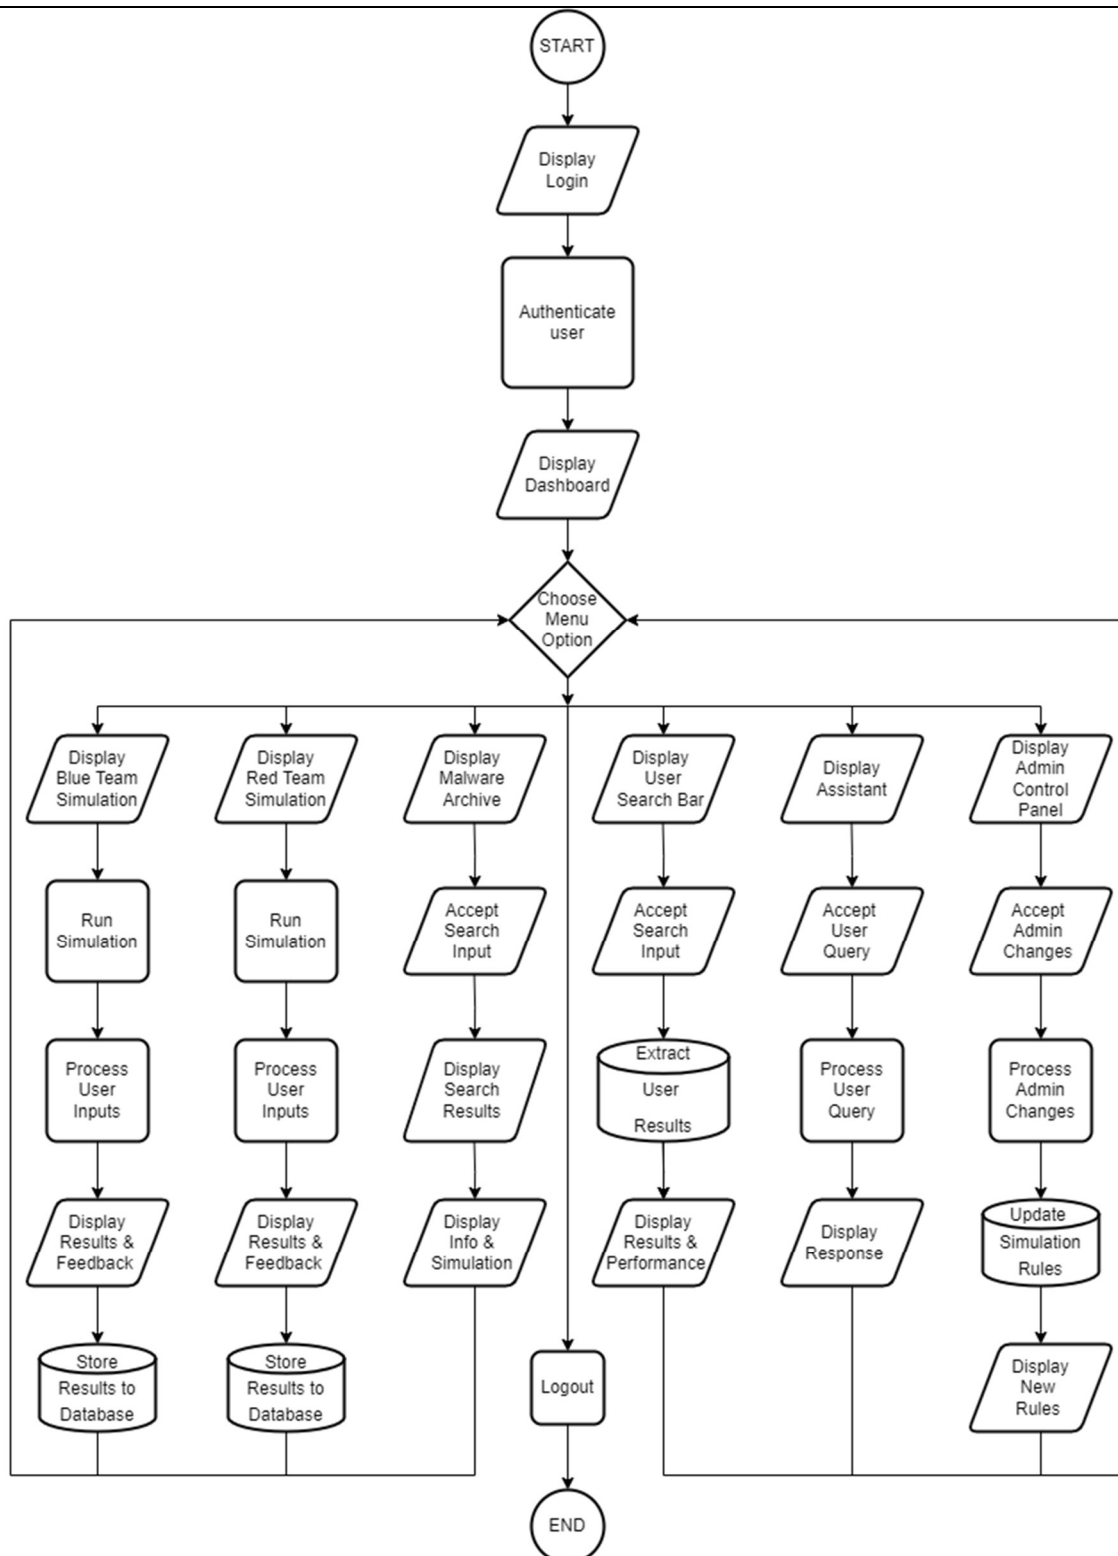 START
Display
Login
Authenticate
user
Display
Dashboard
Choose
Menu
Option
Display
Blue Team
Simulation
Display
Red Team
Simulation
Display
Malware
Archive
Display
User
Search Bar
Display
Assistant
Display
Admin
Control
Panel
Run
Simulation
Run
Simulation
Accept
Search
Input
Accept
Search
Input
Accept
User
Query
Accept
Admin
Changes
Process
User
Inputs
Process
User
Inputs
Display
Search
Results
Extract
User
Results
Process
User
Query
Process
Admin
Changes
Display
Results &
Feedback
Display
Results &
Feedback
Display
Info &
Simulation
Display
Results &
Performance
Display
Response
Update
Simulation
Rules
Store
Results to
Database
Store
Results to
Database
Logout
Display
New
Rules
END